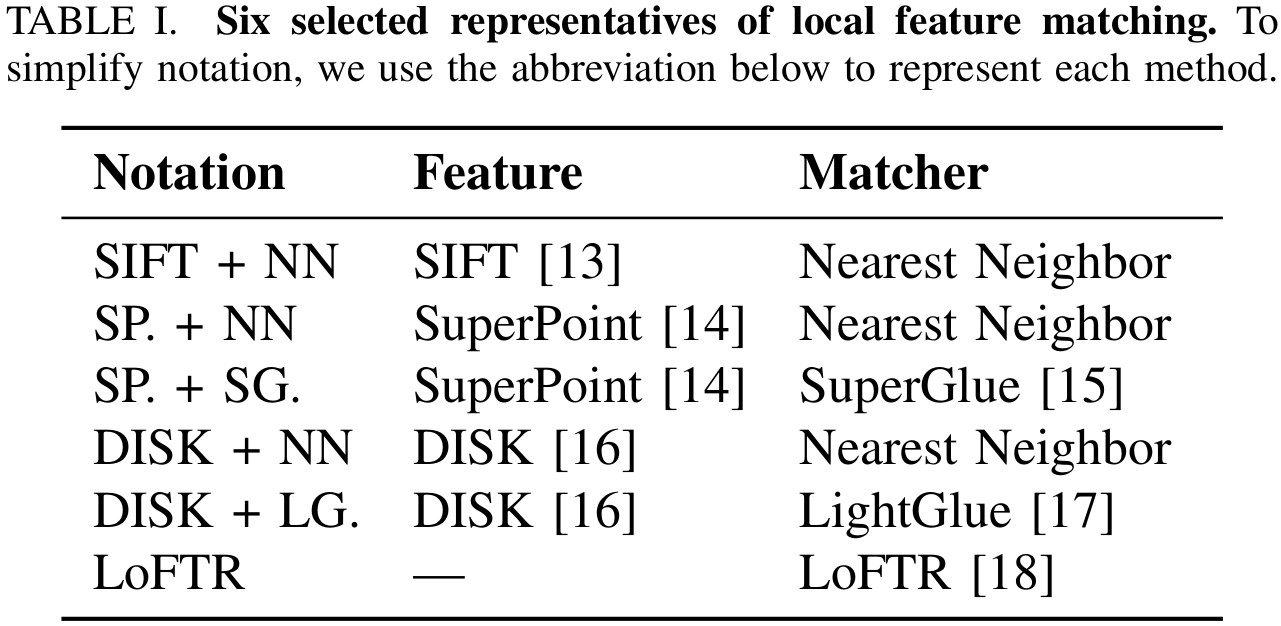 TABLE I. Six selected representatives of local feature matching. To
simplify notation, we use the abbreviation below to represent each method.
Notation Feature Matcher
SIFT + NN SIFT [13] Nearest Neighbor
SP. + NN SuperPoint [14] Nearest Neighbor
SP. + SG. SuperPoint [14] SuperGlue [15]
DISK + NN DISK [16] Nearest Neighbor
DISK + LG. DISK [16] LightGlue [17]
LoFTR — LoFTR [18]